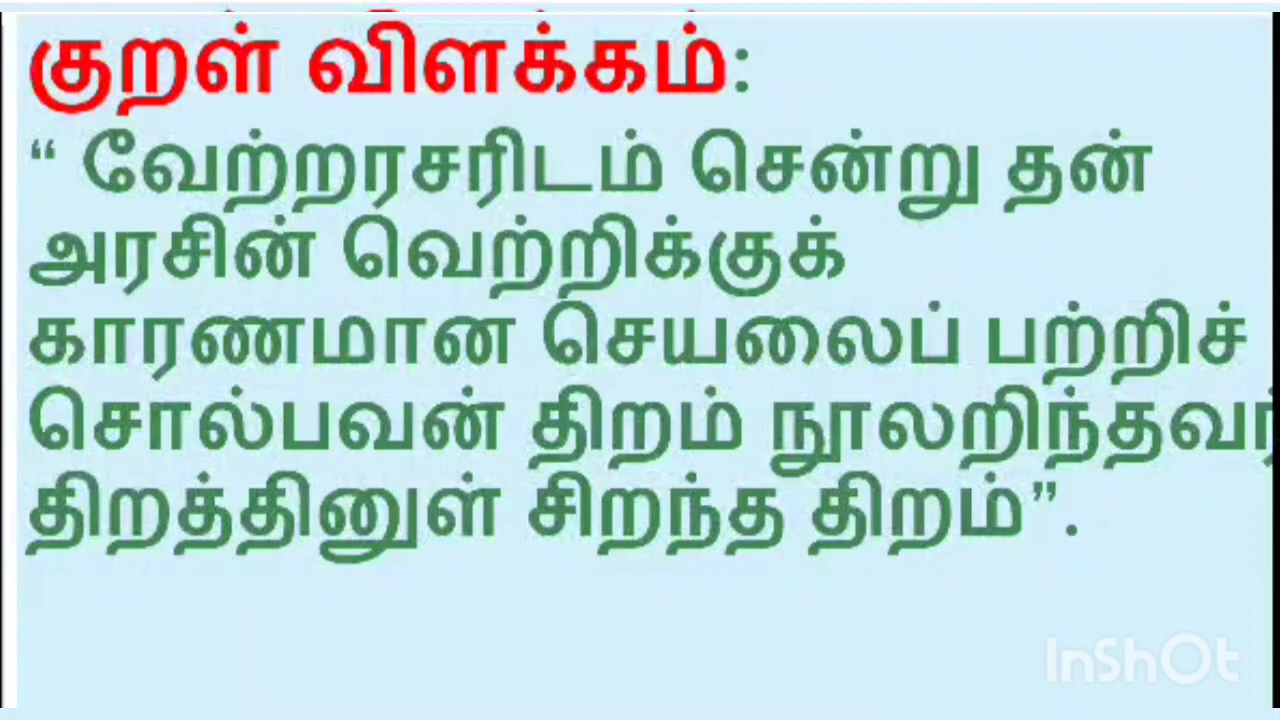 குறள் விளக்கம்:
“ வேற்றரசரிடம் சென்று தன்
அரசின் வெற்றிக்குக்
காரணமான செயலைப் பற்றிச்
சொல்பவன் திறம் நூலறிந்தவர்
திறத்தினுள் சிறந்த திறம்”.
InShOt